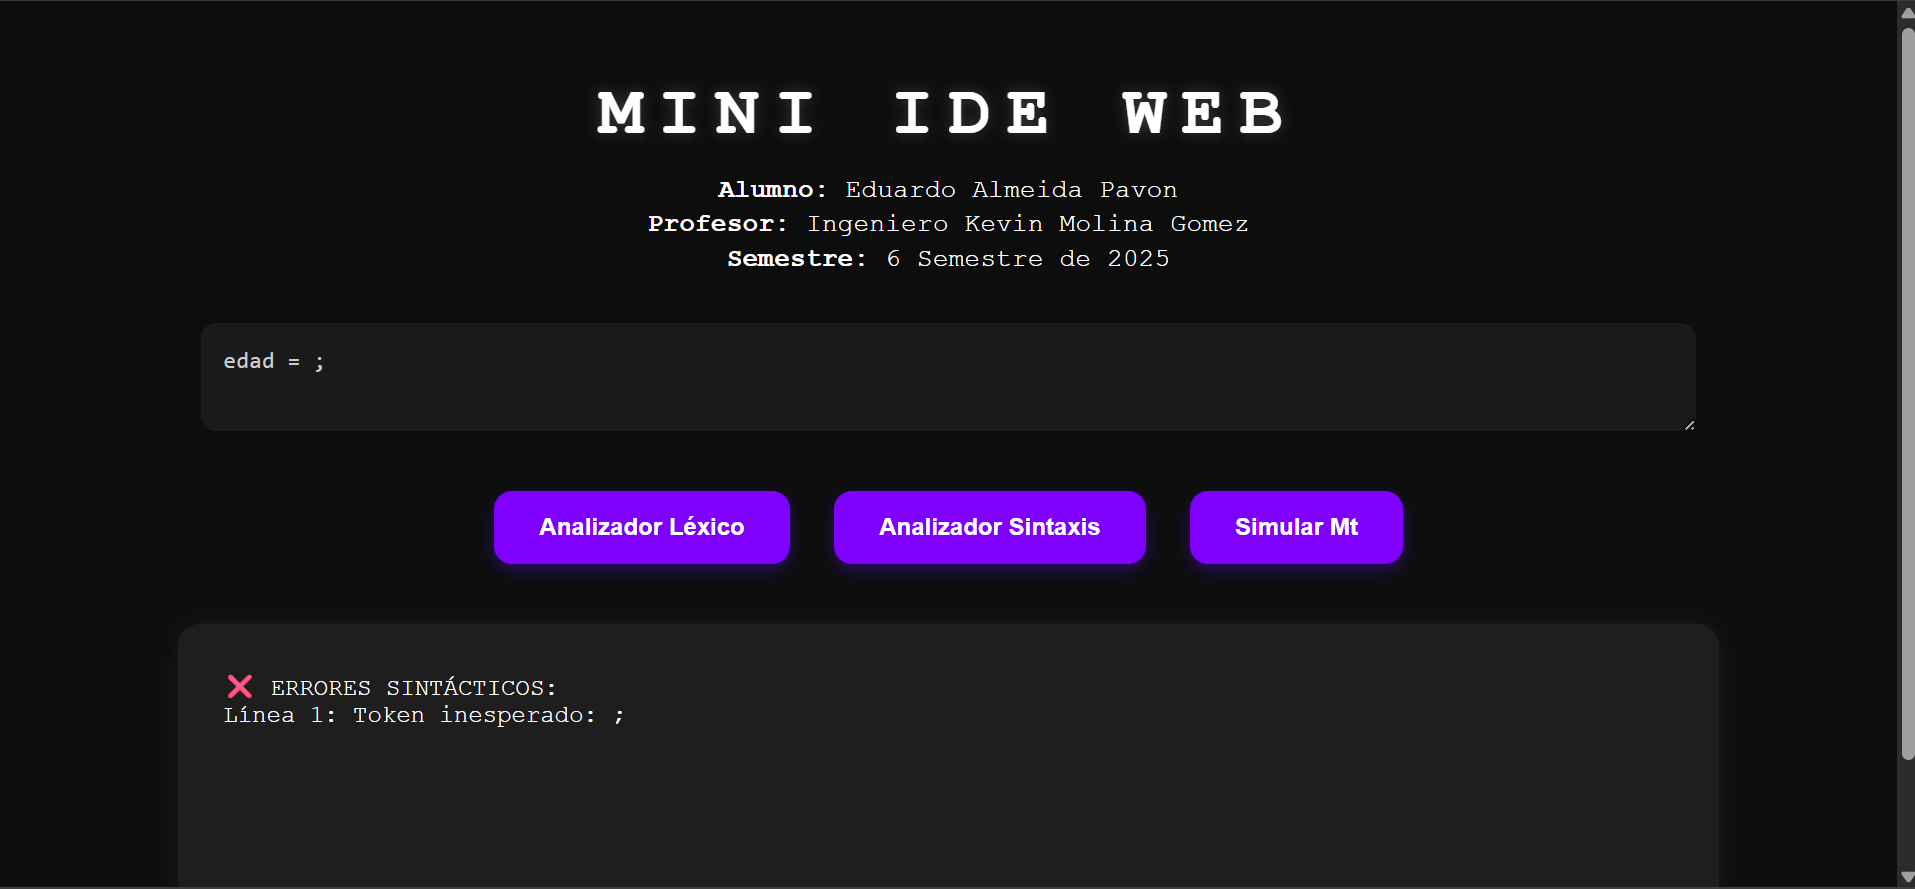 MINI IDE WEB
Alumno: Eduardo Almeida Pavon
Profesor: Ingeniero Kevin Molina Gomez
Semestre: 6 Semestre de 2025
edad = ;
Analizador Léxico
Analizador Sintaxis
Simular Mt
❌ ERRORES SINTÁCTICOS:
Línea 1: Token inesperado: ;